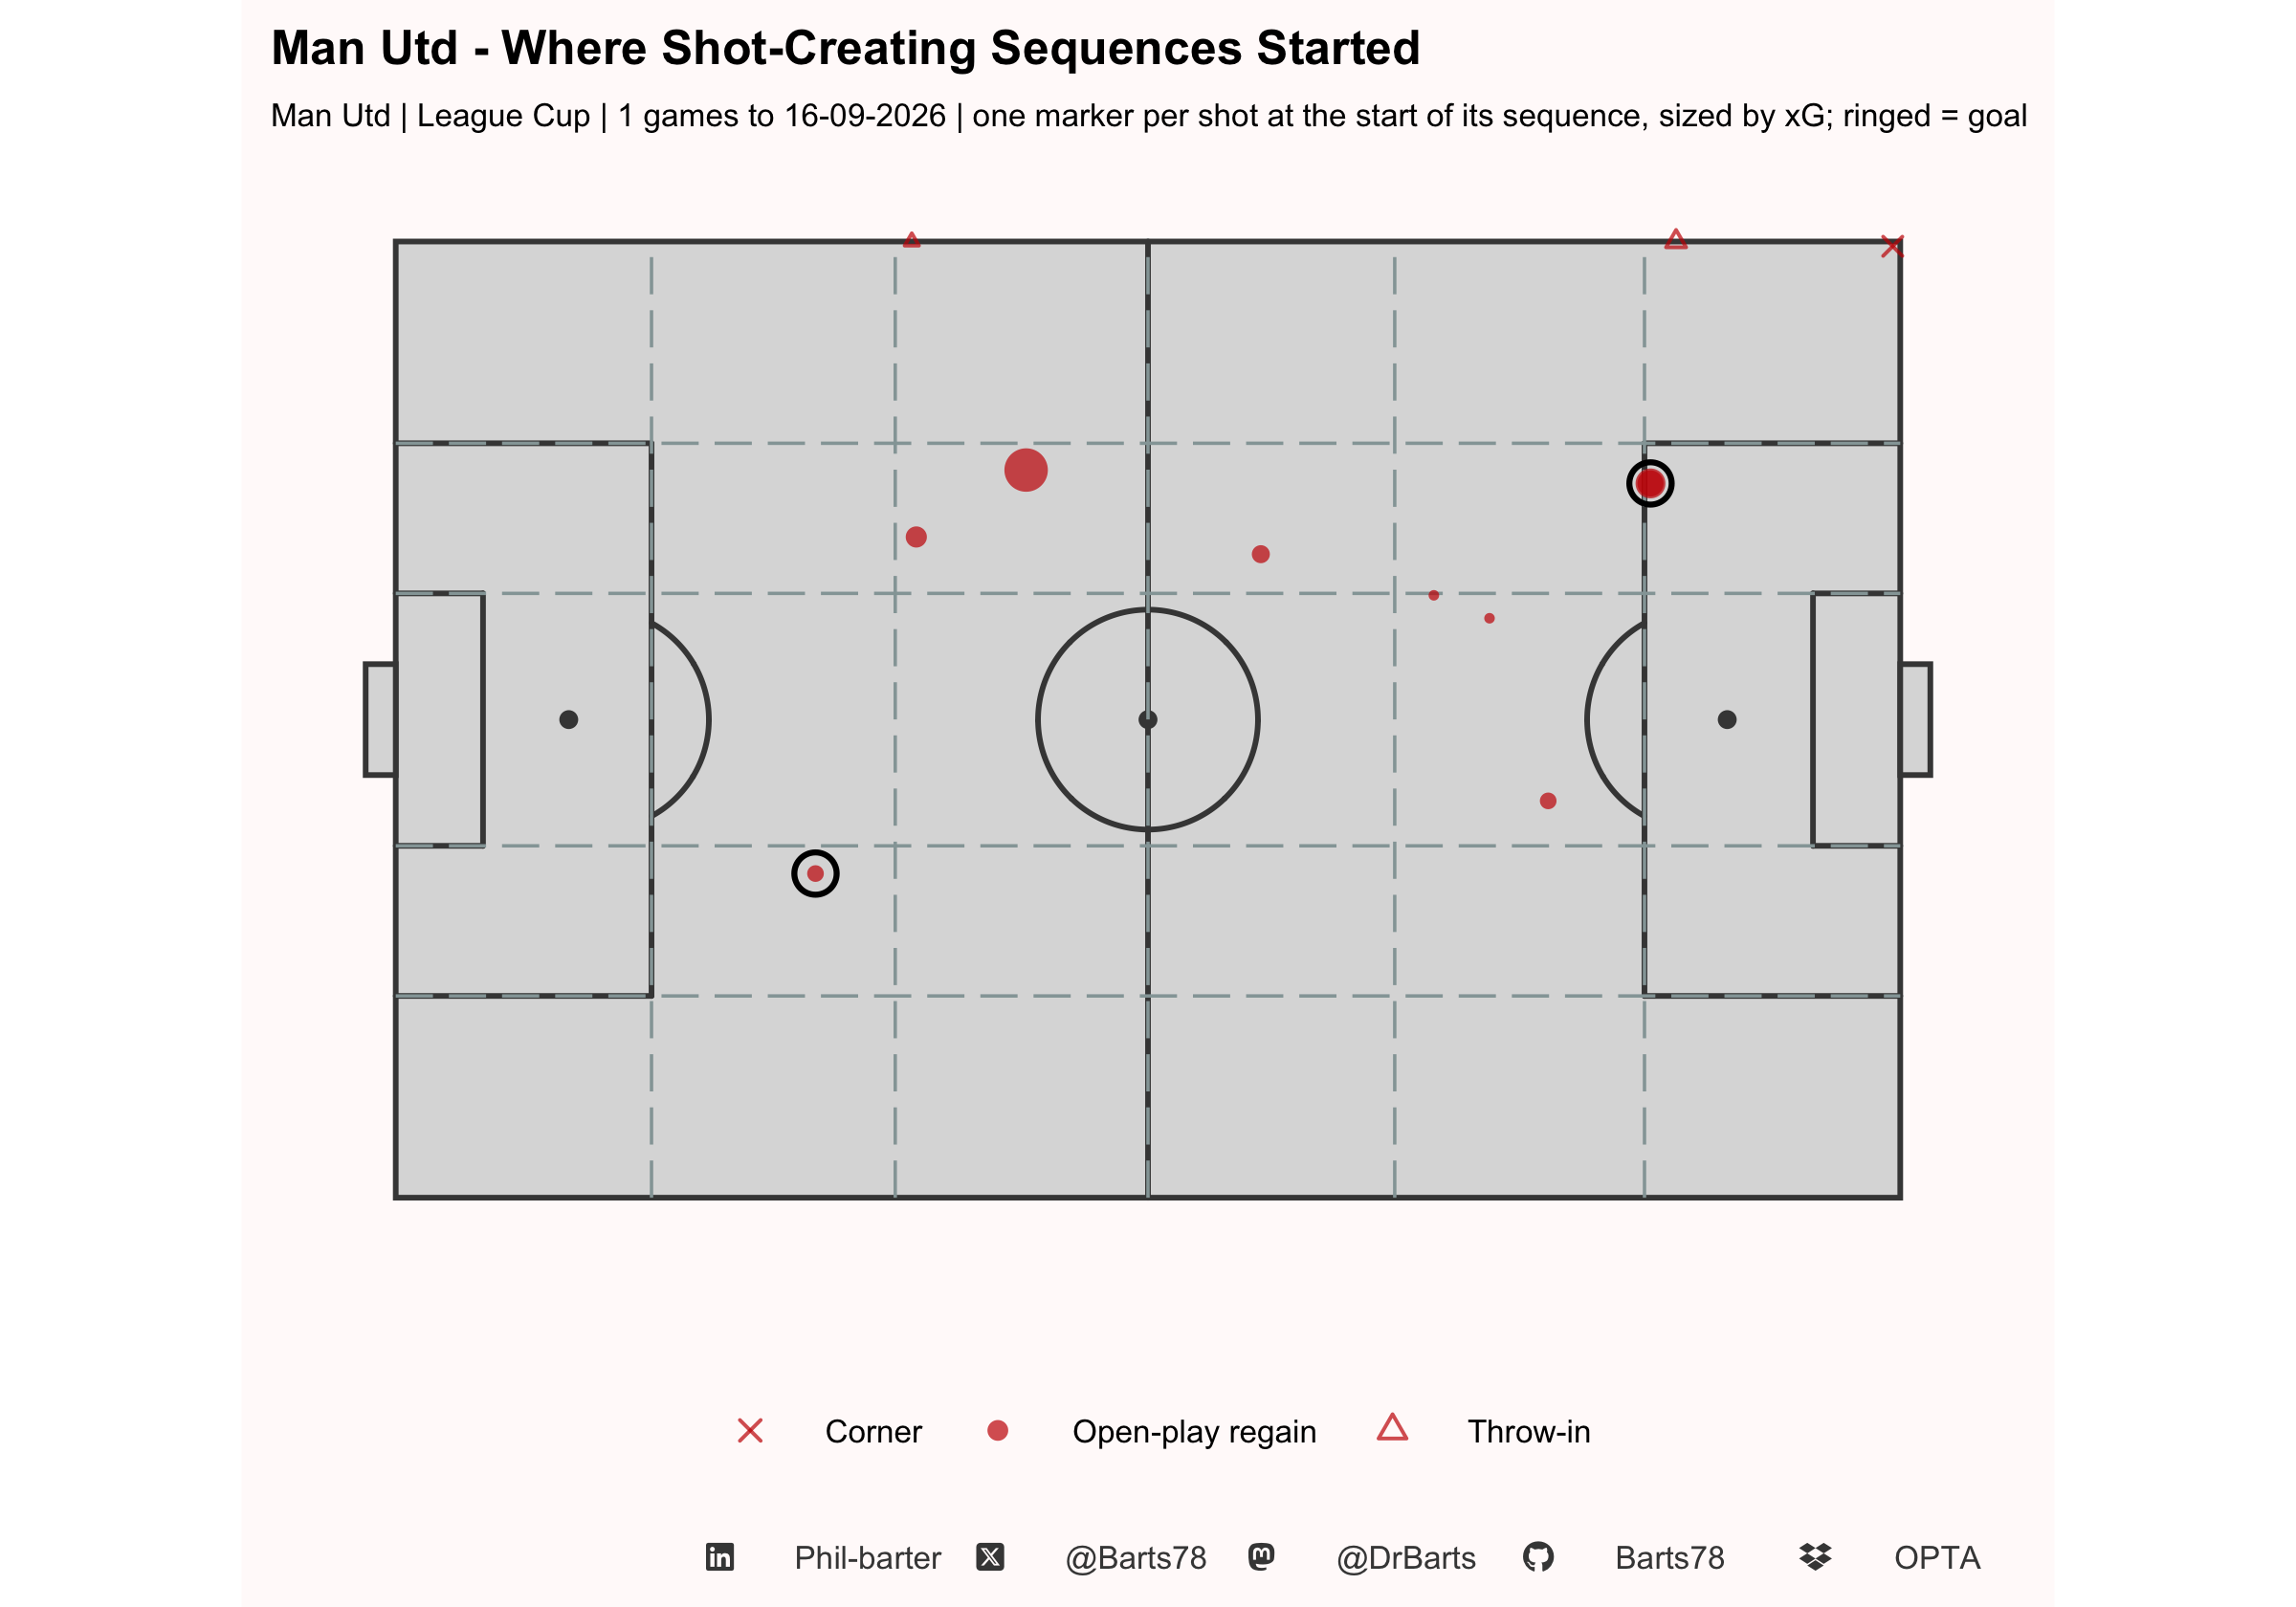 Man Utd - Where Shot-Creating Sequences Started
Man Utd | League Cup | 1 games to 16-09-2026 | one marker per shot at the start of its sequence, sized by xG; ringed = goal
Corner Open-play regain Throw-in
Phil-barter @Barts78 @DrBarts Barts78 OPTA